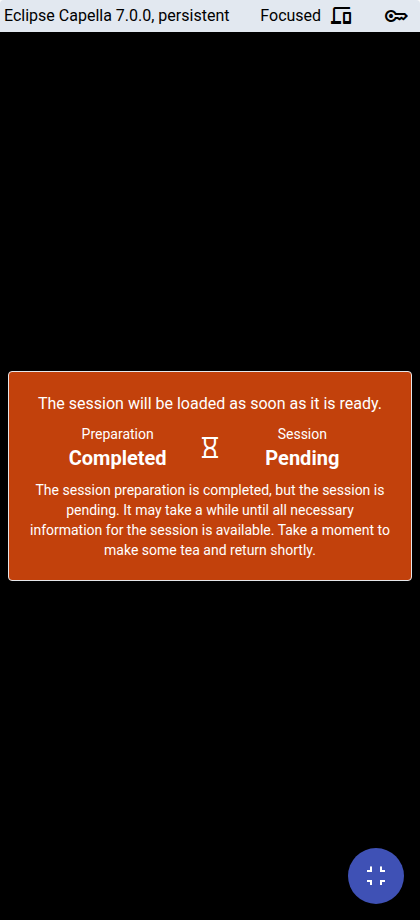 Eclipse Capella 7.0.0, persistent Focused
The session will be loaded as soon as it is ready.
Preparation
Completed
Session
Pending
The session preparation is completed, but the session is
pending. It may take a while until all necessary
information for the session is available. Take a moment to
make some tea and return shortly.